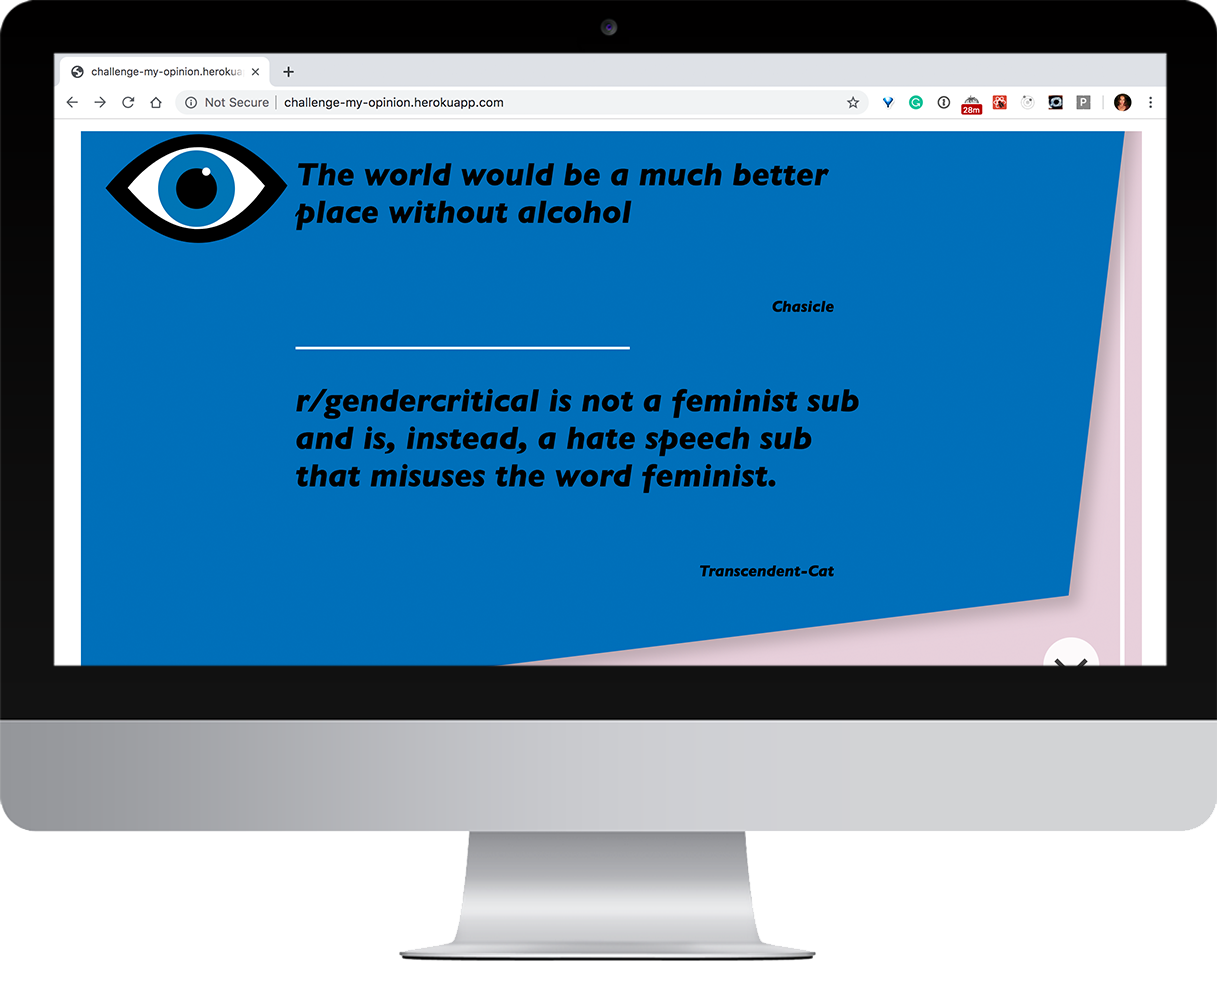 challenge-my-opinion.herokua
Not Secure | challenge-my-opinion.herokuapp.com
28m
P
The world would be a much better
place without alcohol
Chasicle
r/gendercritical is not a feminist sub
and is, instead, a hate speech sub
that misuses the word feminist.
Transcendent-Cat